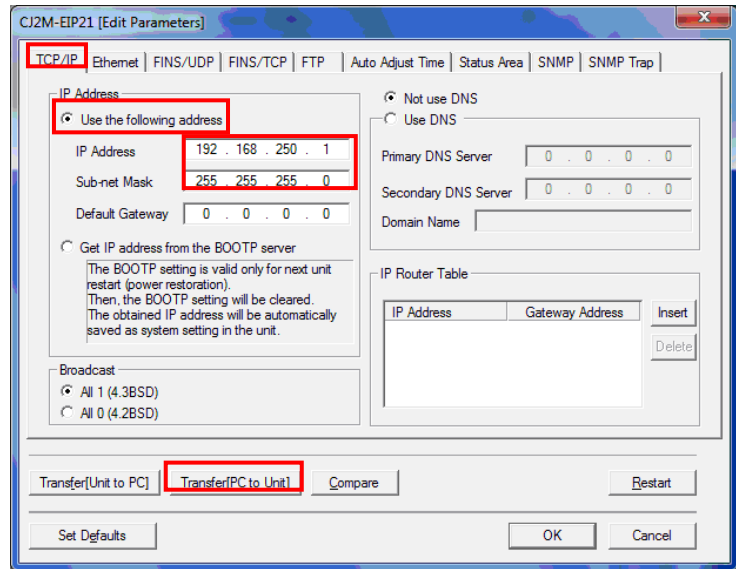 CJ2M-EIP21 [Edit Parameters]
TCP/IP Ethernet FINS/UDP FINS/TCP FTP Auto Adjust Time Status Area SNMP SNMP Trap
IP Address
Use the following address
IP Address 192 . 168 . 250 . 1
Sub-net Mask 255 . 255 . 255 . 0
Default Gateway 0 . 0 . 0 . 0
Get IP address from the BOOTP server
The BOOTP setting is valid only for next unit
restart (power restoration).
Then, the BOOTP setting will be cleared.
The obtained IP address will be automatically
saved as system setting in the unit.
Broadcast
All 1 (4.3BSD)
All 0 (4.2BSD)
Not use DNS
Use DNS
Primary DNS Server 0 . 0 . 0 . 0
Secondary DNS Server 0 . 0 . 0 . 0
Domain Name
IP Router Table
IP Address Gateway Address
Insert
Delete
Transfer[Unit to PC] Transfer[PC to Unit] Compare Restart
Set Defaults OK Cancel